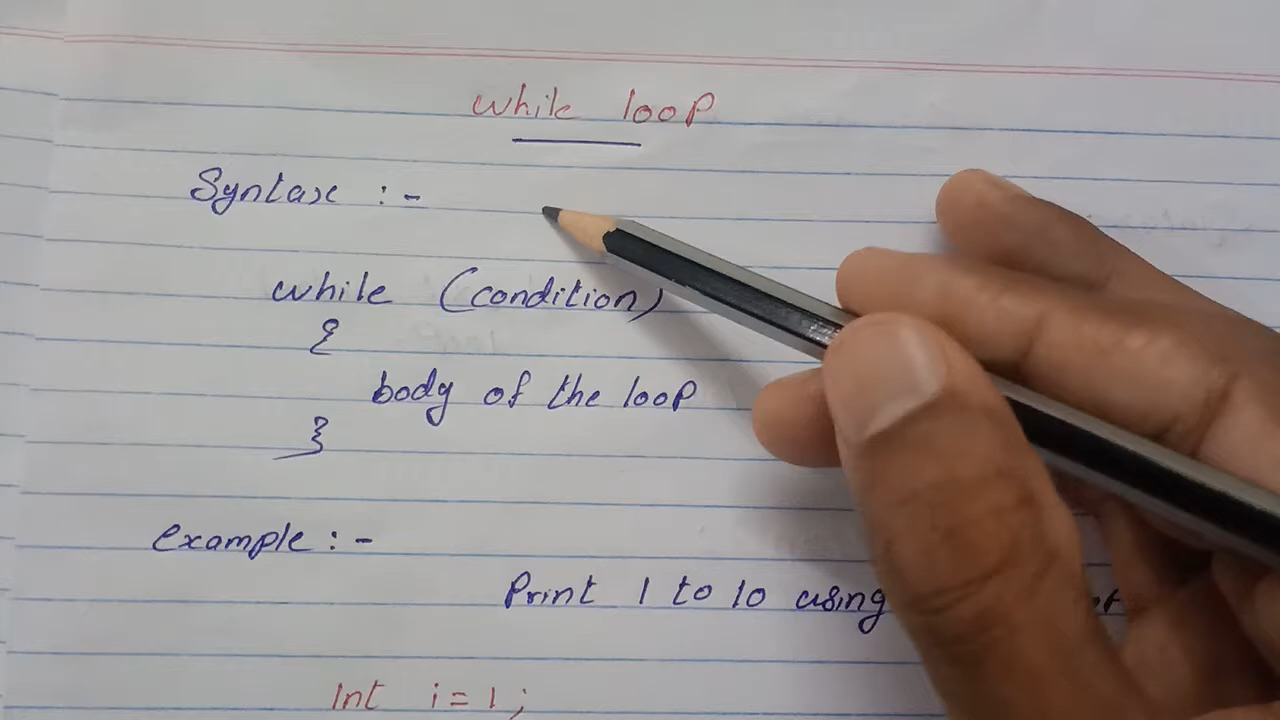 while loop
Syntax :-
while (condition)
{
body of the loop
}
example :-
Print 1 to 10 using
int i = 1 ;